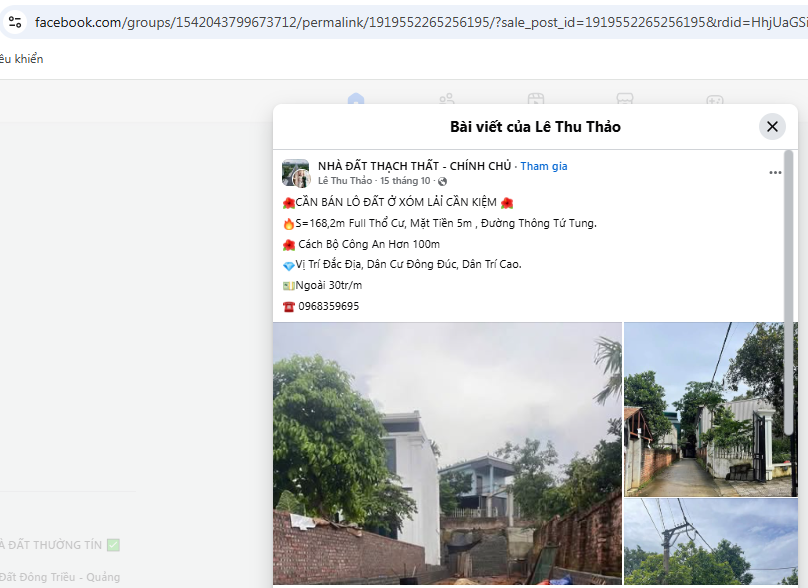 facebook.com/groups/1542043799673712/permalink/1919552265256195/?sale_post_id=1919552265256195&rdid=HhjUaGSi
êu khiển
Bài viết của Lê Thu Thảo
NHÀ ĐẤT THẠCH THẤT - CHÍNH CHỦ · Tham gia
Lê Thu Thảo · 15 tháng 10 ·
CẦN BÁN LÔ ĐẤT Ở XÓM LẢI CẦN KIỆM
S=168,2m Full Thổ Cư, Mặt Tiền 5m , Đường Thông Tứ Tung.
Cách Bộ Công An Hơn 100m
Vị Trí Đắc Địa, Dân Cư Đông Đúc, Dân Trí Cao.
Ngoài 30tr/m
0968359695
À ĐẤT THƯỜNG TÍN
Đất Đông Triều - Quảng